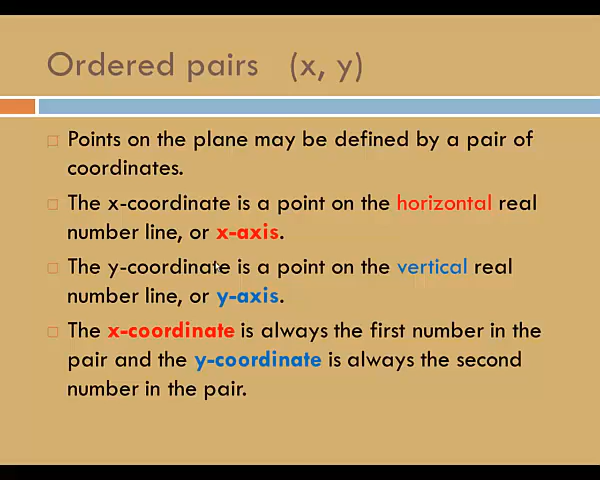 Ordered pairs (x, y)
Points on the plane may be defined by a pair of
coordinates.
The x-coordinate is a point on the horizontal real
number line, or x-axis.
The y-coordinate is a point on the vertical real
number line, or y-axis.
The x-coordinate is always the first number in the
pair and the y-coordinate is always the second
number in the pair.